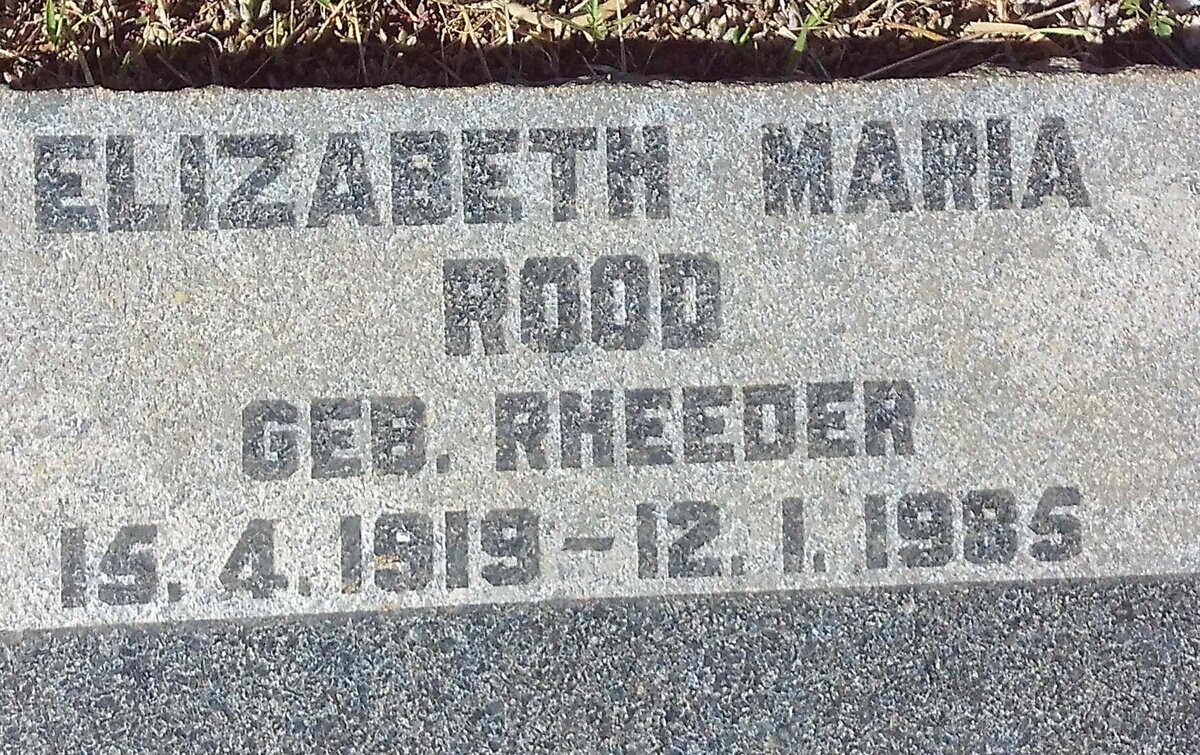 ELIZABETH MARIA
ROOD
GEB. RHEEDER
15.4.1919-12.1.1985